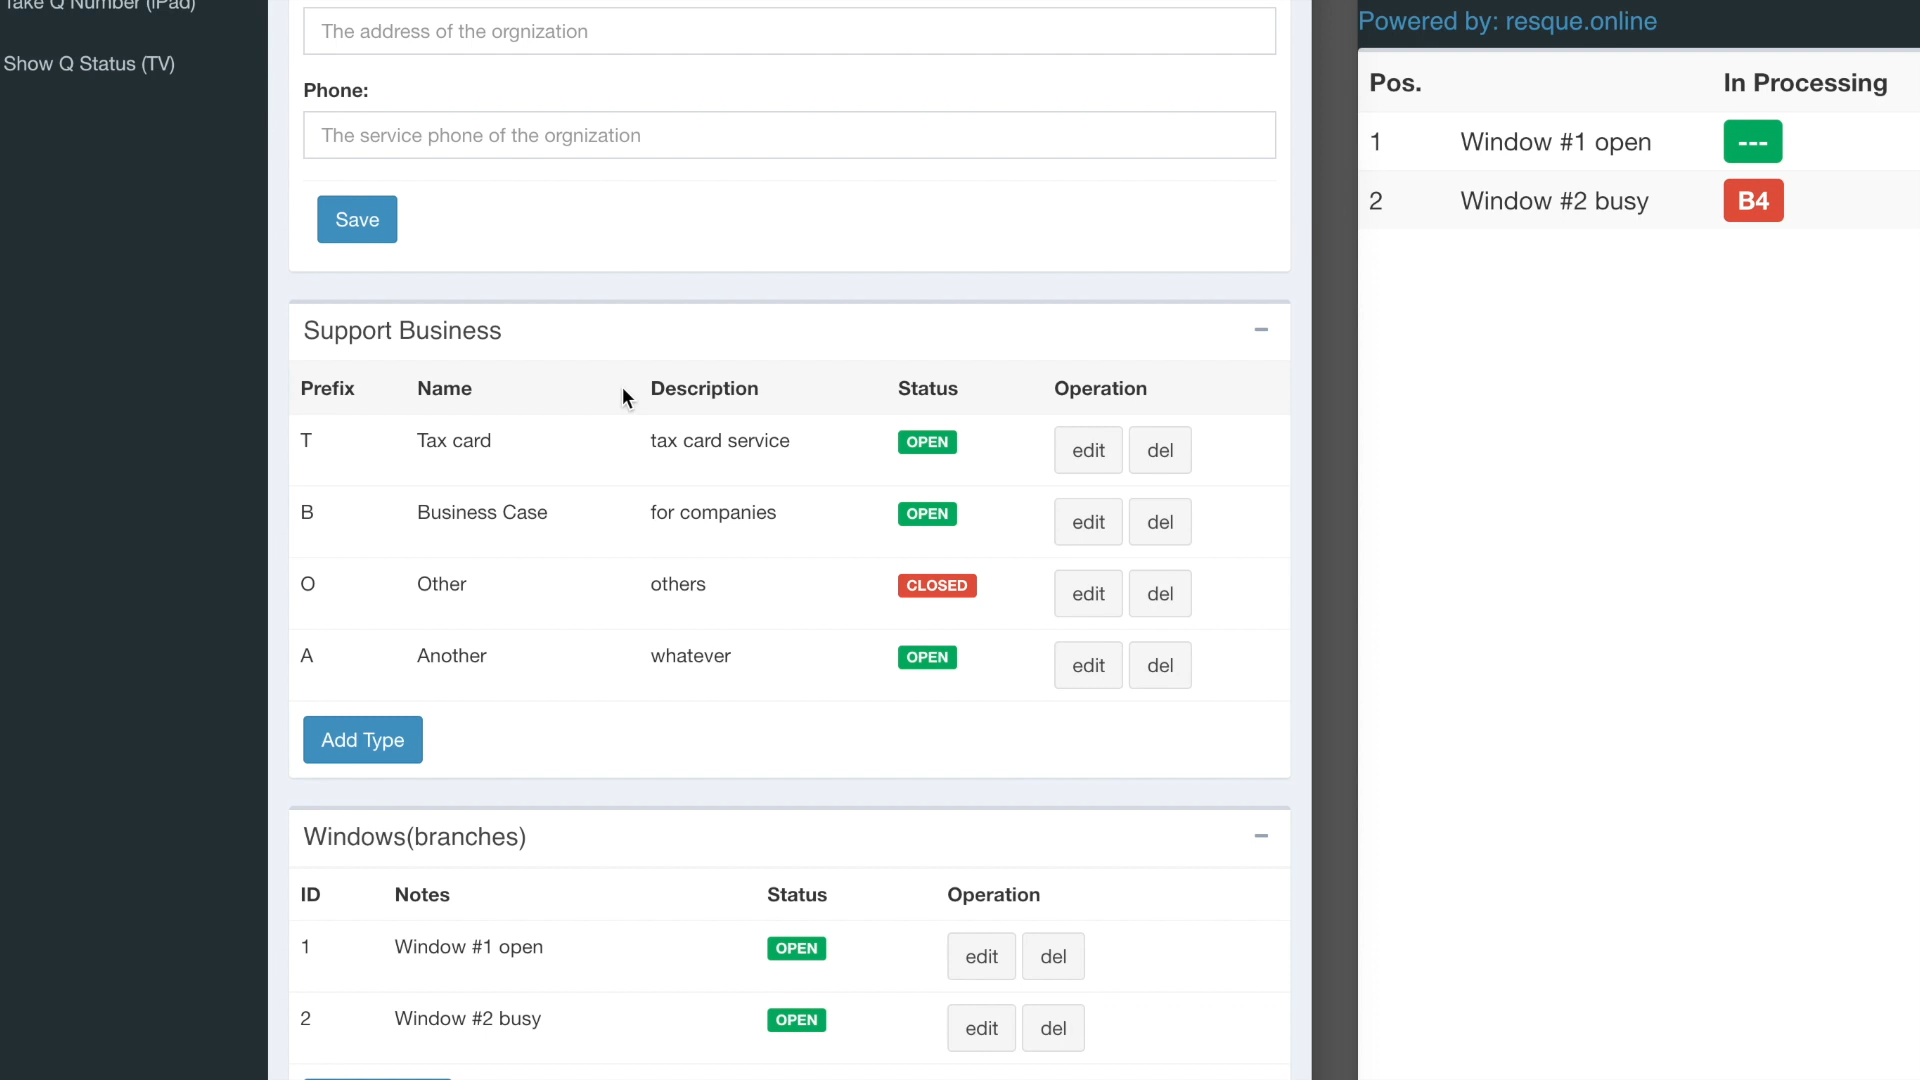 Take Q Number (iPad)
Show Q Status (TV)
The address of the orgnization
Phone:
The service phone of the orgnization
Save
Support Business
Prefix Name Description Status Operation
T Tax card tax card service OPEN edit del
B Business Case for companies OPEN edit del
O Other others CLOSED edit del
A Another whatever OPEN edit del
Add Type
Windows(branches)
ID Notes Status Operation
1 Window #1 open OPEN edit del
2 Window #2 busy OPEN edit del
Powered by: resque.online
Pos. In Processing
1 Window #1 open ---
2 Window #2 busy B4